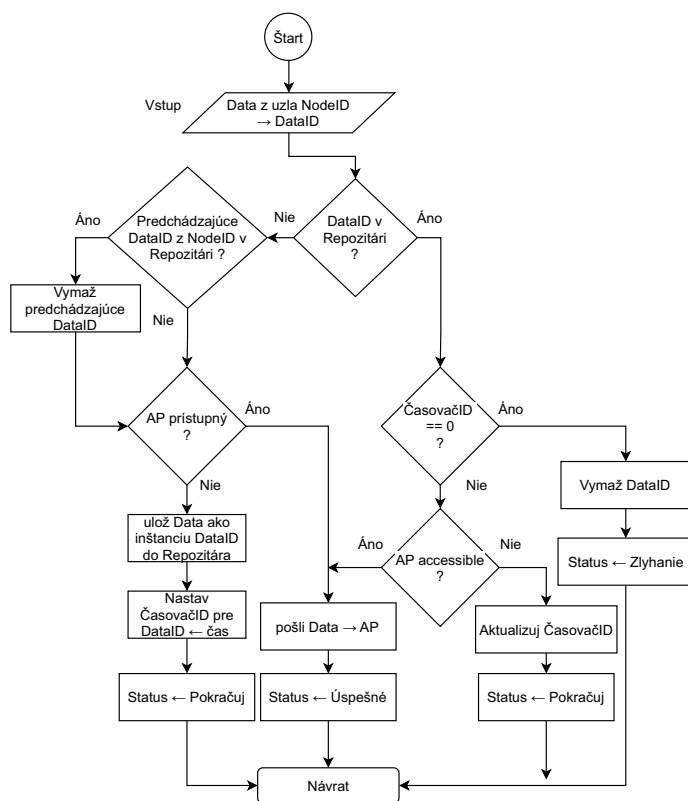 Štart
Vstup
Data z uzla NodeID
→ DataID
Predchádzajúce
DataID z NodeID v
Repozitári ?
Nie
DataID v
Repozitári
?
Áno
Áno
Vymaž
predchádzajúce
DataID
Nie
AP prístupný
?
Áno
ČasovačID
== 0
?
Áno
Vymaž DataID
Nie
Nie
ulož Data ako
inštanciu DataID
do Repozitára
Áno
AP accessible
?
Nie
Status ← Zlyhanie
Nastav
ČasovačID pre
DataID ← čas
pošli Data → AP
Aktualizuj ČasovačID
Status ← Pokračuj
Status ← Úspešné
Status ← Pokračuj
Návrat